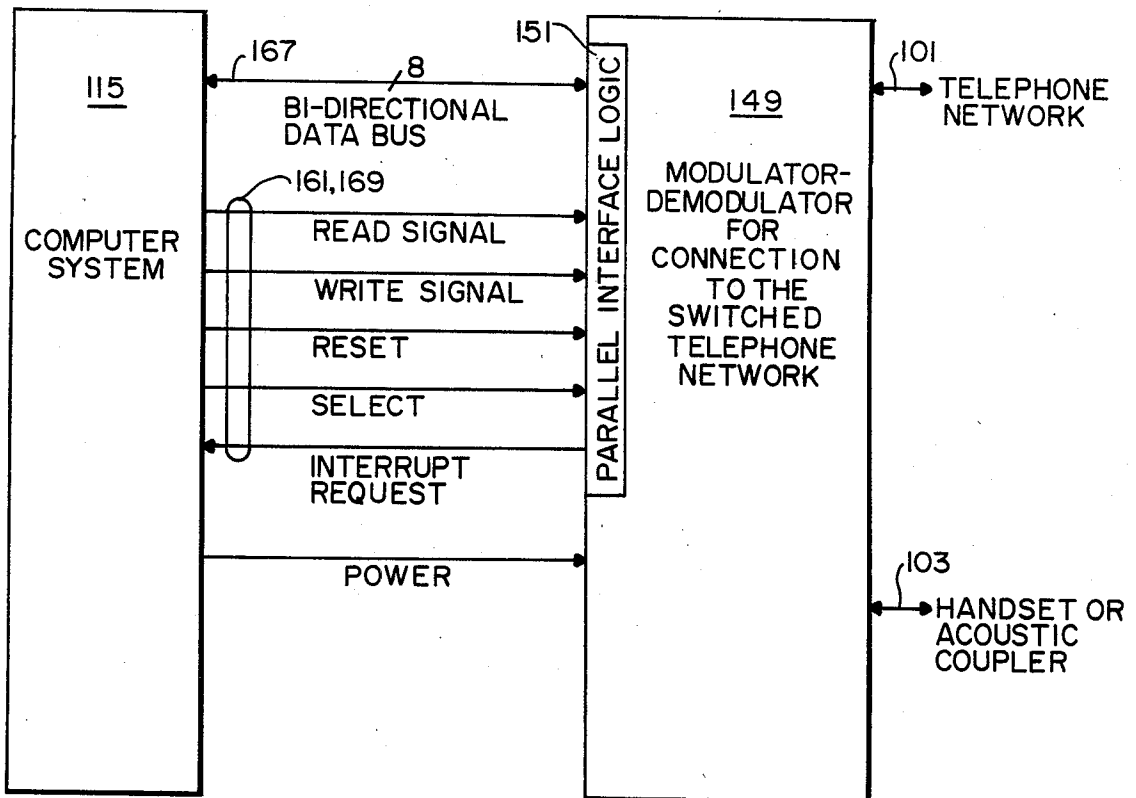 115
COMPUTER
SYSTEM
167
8
BI-DIRECTIONAL
DATA BUS
161,169
READ SIGNAL
WRITE SIGNAL
RESET
SELECT
INTERRUPT
REQUEST
POWER
151
PARALLEL INTERFACE LOGIC
149
MODULATOR-
DEMODULATOR
FOR
CONNECTION
TO THE
SWITCHED
TELEPHONE
NETWORK
101
TELEPHONE
NETWORK
103
HANDSET OR
ACOUSTIC
COUPLER